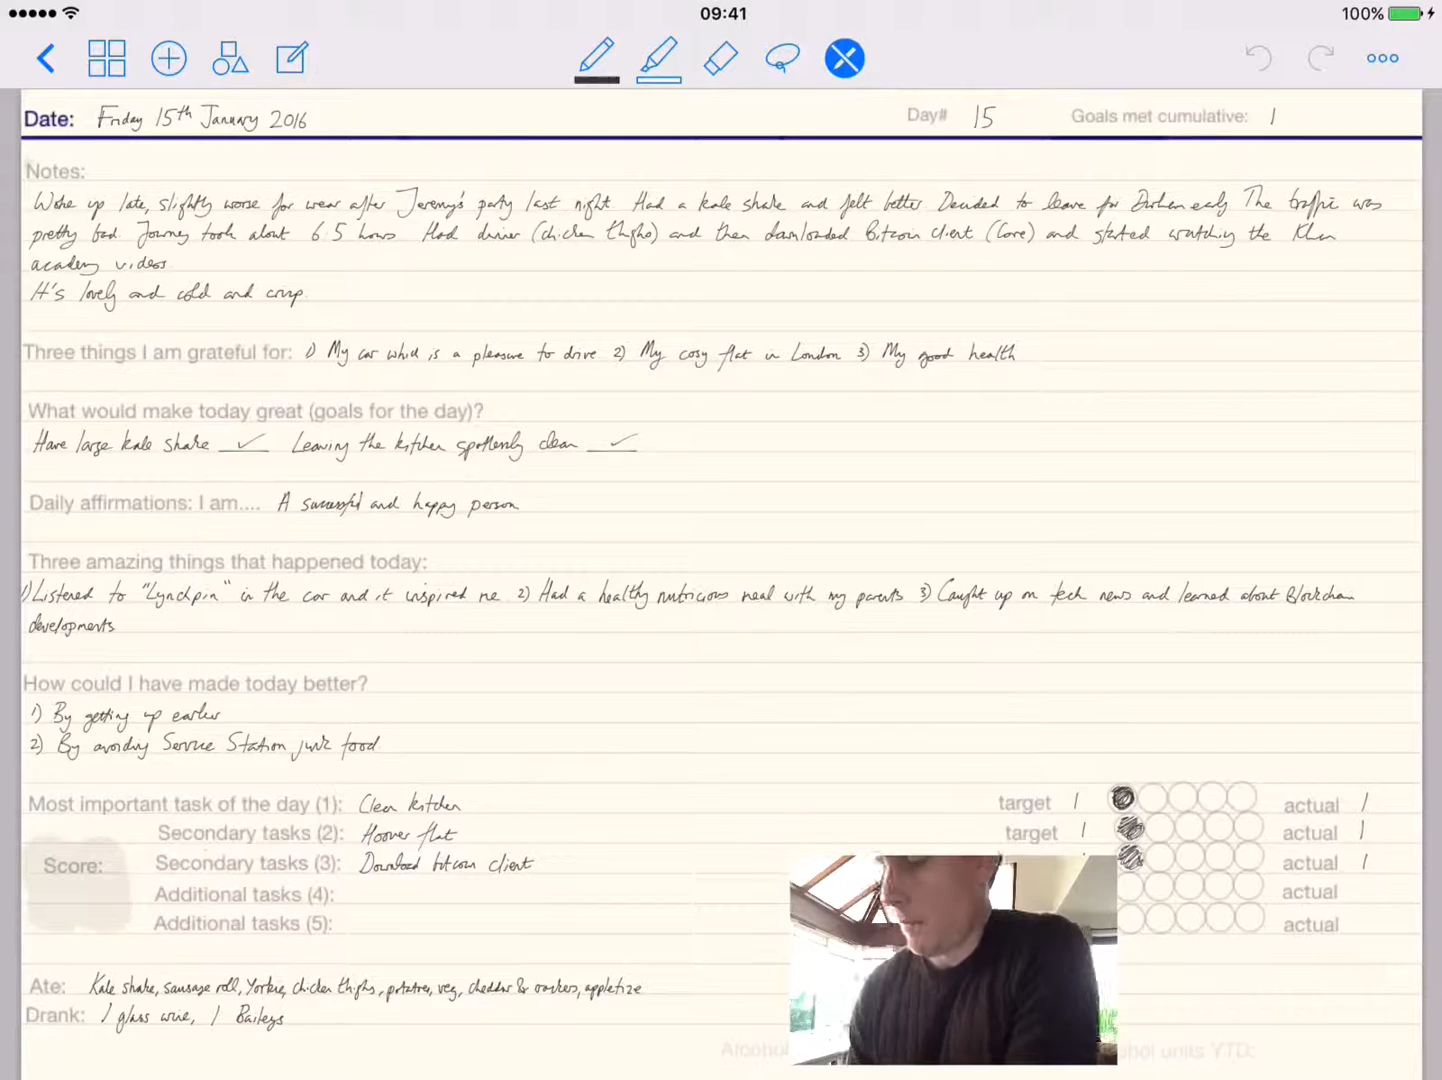 09:41
100%
Date: Friday 15th January 2016 Day# 15 Goals met cumulative: 1
Notes:
Woke up late, slightly worse for wear after Jeremy's party last night Had a kale shake and felt better Decided to leave for Durham early The traffic was
pretty bad. Journey took about 6.5 hours Had dinner (chicken thighs) and then downloaded Bitcoin client (Core) and started watching the Khan
academy videos
It's lovely and cold and crisp.
Three things I am grateful for: 1) My car which is a pleasure to drive 2) My cosy flat in London 3) My good health
What would make today great (goals for the day)?
Have large kale shake ✓ Leaving the kitchen spotlessly clean ✓
Daily affirmations: I am.... A successful and happy person
Three amazing things that happened today:
1) Listened to "Lynchpin" in the car and it inspired me 2) Had a healthy nutricious meal with my parents 3) Caught up on tech news and learned about Blockchain
developments
How could I have made today better?
1) By getting up earlier
2) By avoiding Service Station junk food
Most important task of the day (1): Clean kitchen target 1 actual 1
Secondary tasks (2): Hoover flat target 1 actual 1
Score: Secondary tasks (3): Download bitcoin client actual 1
Additional tasks (4): actual
Additional tasks (5): actual
Ate: Kale shake, sausage roll, Yorkie, chicken thighs, potatoes, veg, cheddar & crackers, appletize
Drank: 1 glass wine, 1 Baileys
Alcohol units YTD: